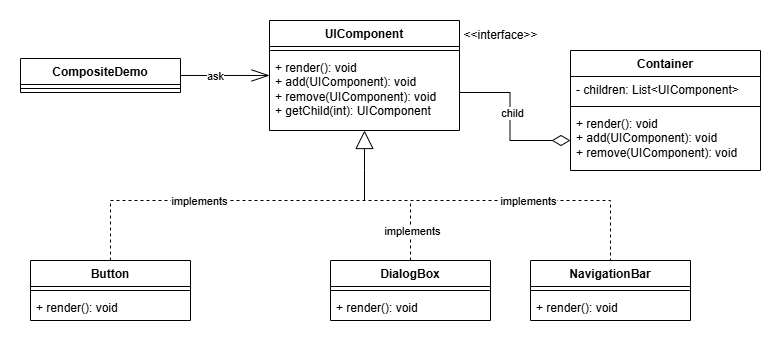 UIComponent
<<interface>>
+ render(): void
+ add(UIComponent): void
+ remove(UIComponent): void
+ getChild(int): UIComponent
CompositeDemo
ask
Container
- children: List<UIComponent>
+ render(): void
+ add(UIComponent): void
+ remove(UIComponent): void
child
implements
implements
implements
Button
+ render(): void
DialogBox
+ render(): void
NavigationBar
+ render(): void